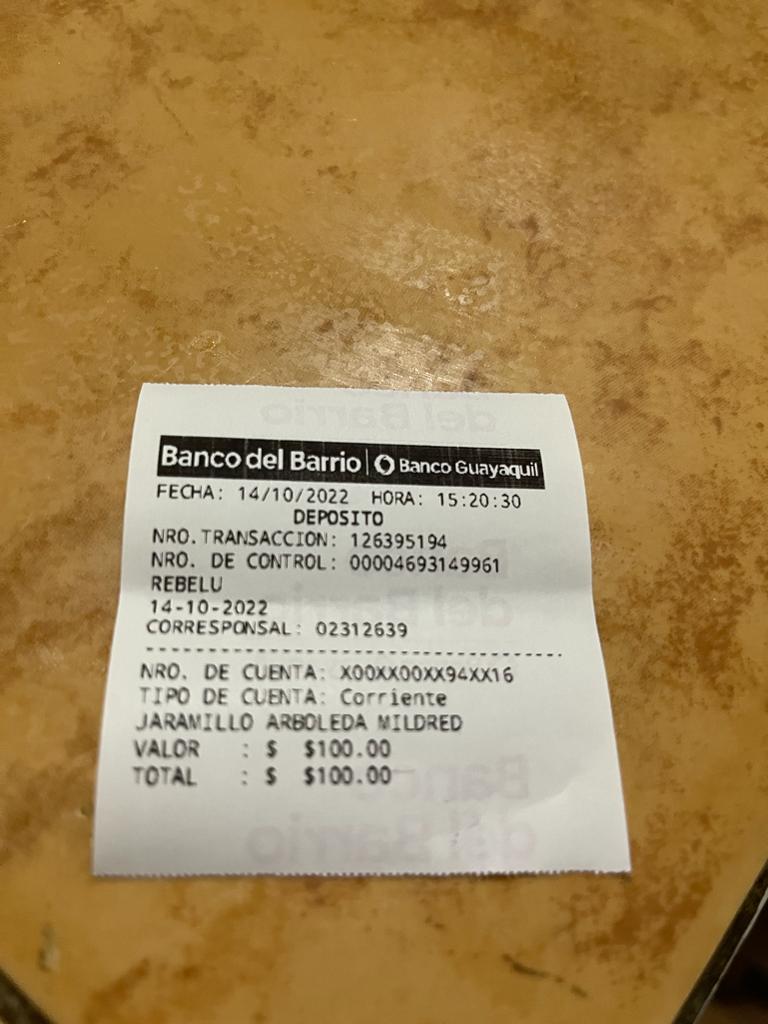 Banco del Barrio | Banco Guayaquil
FECHA: 14/10/2022 HORA: 15:20:30
DEPOSITO
NRO.TRANSACCION: 126395194
NRO. DE CONTROL: 00004693149961
REBELU
14-10-2022
CORRESPONSAL: 02312639
NRO. DE CUENTA: X00XX00XX94XX16
TIPO DE CUENTA: Corriente
JARAMILLO ARBOLEDA MILDRED
VALOR : $ $100.00
TOTAL : $ $100.00